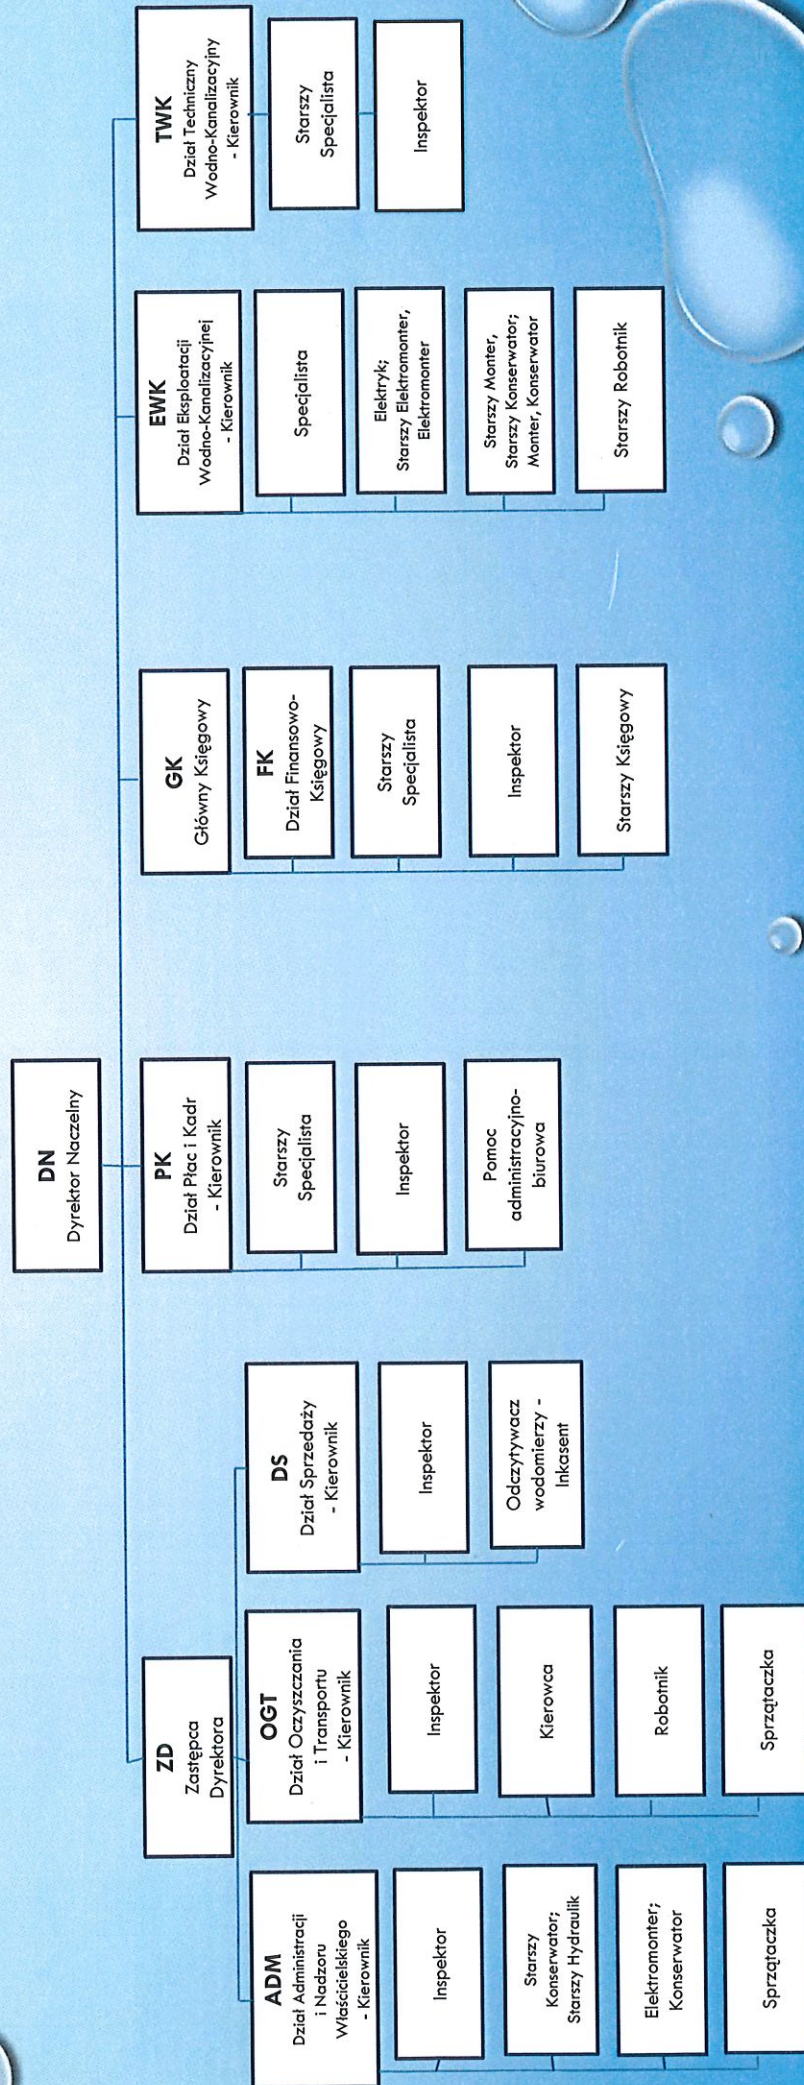 DN
Dyrektor Naczelny
ZD
Zastępca
Dyrektora
PK
Dział Płac i Kadr
- Kierownik
GK
Główny Księgowy
EWK
Dział Eksploatacji
Wodno-Kanalizacyjnej
- Kierownik
TWK
Dział Techniczny
Wodno-Kanalizacyjny
- Kierownik
ADM
Dział Administracji
i Nadzoru
Właścicielskiego
- Kierownik
Inspektor
Starszy
Konserwator;
Starszy Hydraulik
Elektromonter;
Konserwator
Sprzątaczka
OGT
Dział Oczyszczania
i Transportu
- Kierownik
Inspektor
Kierowca
Robotnik
Sprzątaczka
DS
Dział Sprzedaży
- Kierownik
Inspektor
Odczytywacz
wodomierzy -
Inkasent
Starszy
Specjalista
Inspektor
Pomoc
administracyjno-
biurowa
FK
Dział Finansowo-
Księgowy
Starszy
Specjalista
Inspektor
Starszy Księgowy
Specjalista
Elektryk;
Starszy Elektromonter,
Elektromonter
Starszy Monter,
Starszy Konserwator;
Monter, Konserwator
Starszy Robotnik
Starszy
Specjalista
Inspektor